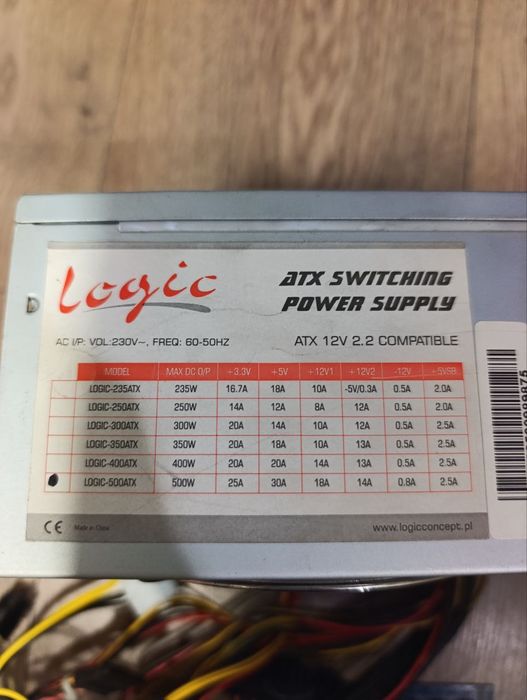 Logic
ATX SWITCHING
POWER SUPPLY
AC I/P: VOL:230V~, FREQ: 60-50HZ
ATX 12V 2.2 COMPATIBLE
MODEL MAX DC O/P +3.3V +5V +12V1 +12V2 -12V +5VSB
LOGIC-235ATX 235W 16.7A 18A 10A -5V/0.3A 0.5A 2.0A
LOGIC-250ATX 250W 14A 12A 8A 12A 0.5A 2.0A
LOGIC-300ATX 300W 20A 14A 10A 12A 0.5A 2.5A
LOGIC-350ATX 350W 20A 18A 10A 13A 0.5A 2.5A
LOGIC-400ATX 400W 20A 20A 14A 13A 0.5A 2.5A
LOGIC-500ATX 500W 25A 30A 18A 14A 0.8A 2.5A
CE Made in China www.logicconcept.pl